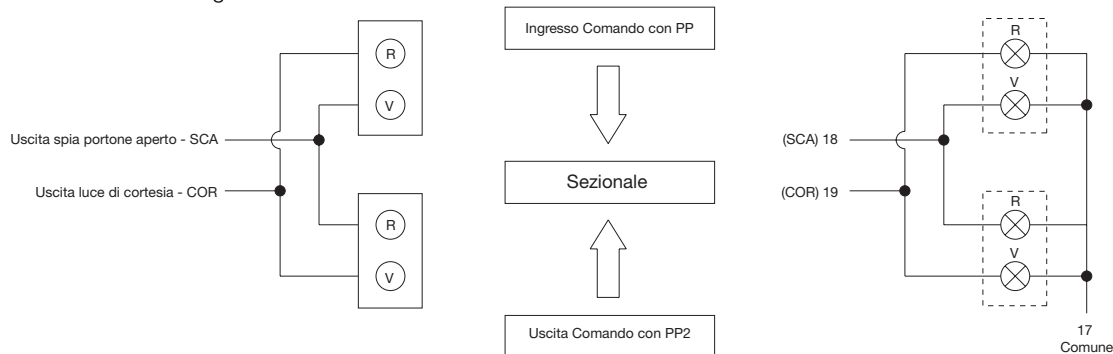 R
V
Uscita spia portone aperto - SCA
Uscita luce di cortesia - COR
R
V
Ingresso Comando con PP
Sezionale
Uscita Comando con PP2
R
V
(SCA) 18
(COR) 19
R
V
17
Comune